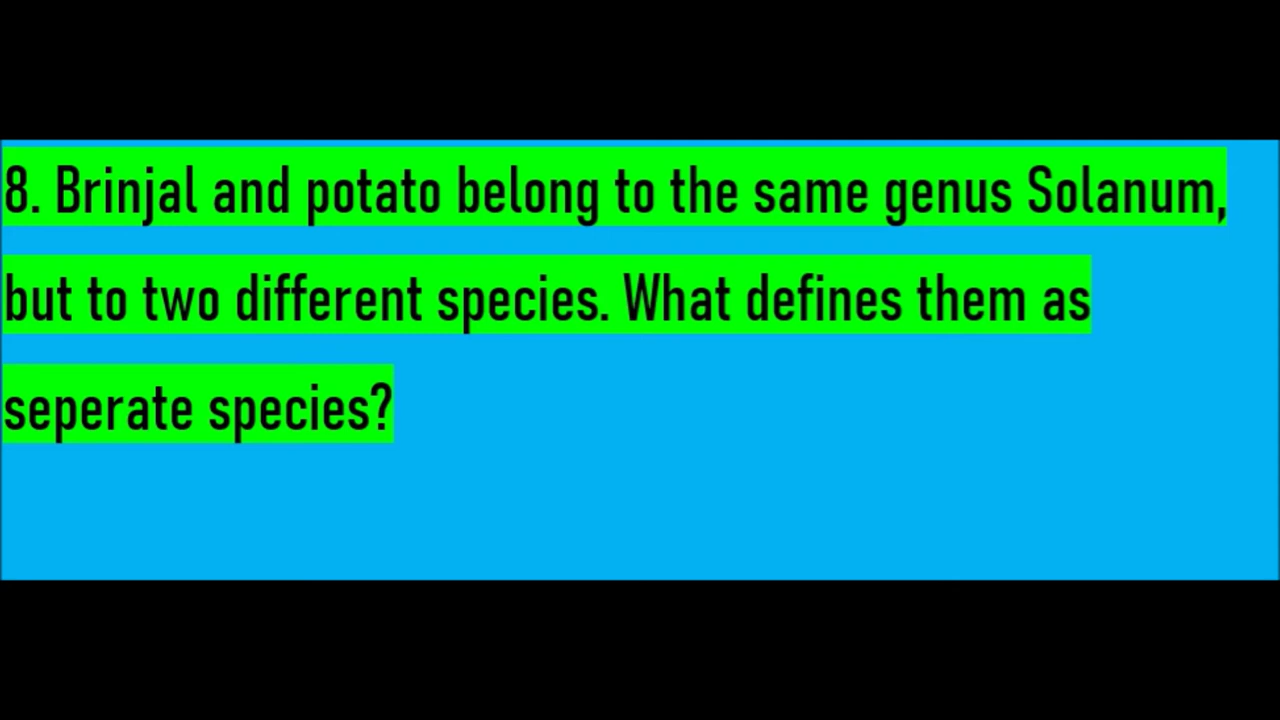 8. Brinjal and potato belong to the same genus Solanum,
but to two different species. What defines them as
seperate species?